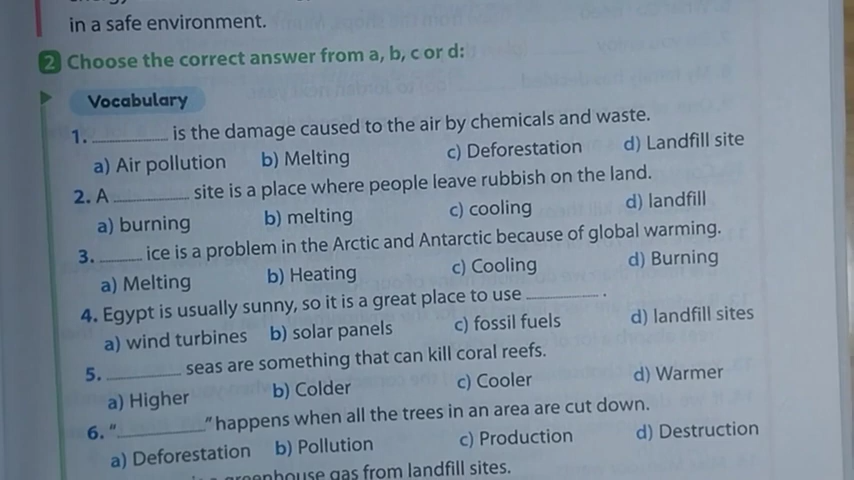 in a safe environment.
2 Choose the correct answer from a, b, c or d:
Vocabulary
1. __________ is the damage caused to the air by chemicals and waste.
a) Air pollution b) Melting c) Deforestation d) Landfill site
2. A __________ site is a place where people leave rubbish on the land.
a) burning b) melting c) cooling d) landfill
3. ______ ice is a problem in the Arctic and Antarctic because of global warming.
a) Melting b) Heating c) Cooling d) Burning
4. Egypt is usually sunny, so it is a great place to use __________ .
a) wind turbines b) solar panels c) fossil fuels d) landfill sites
5. __________ seas are something that can kill coral reefs.
a) Higher b) Colder c) Cooler d) Warmer
6. "__________" happens when all the trees in an area are cut down.
a) Deforestation b) Pollution c) Production d) Destruction
greenhouse gas from landfill sites.